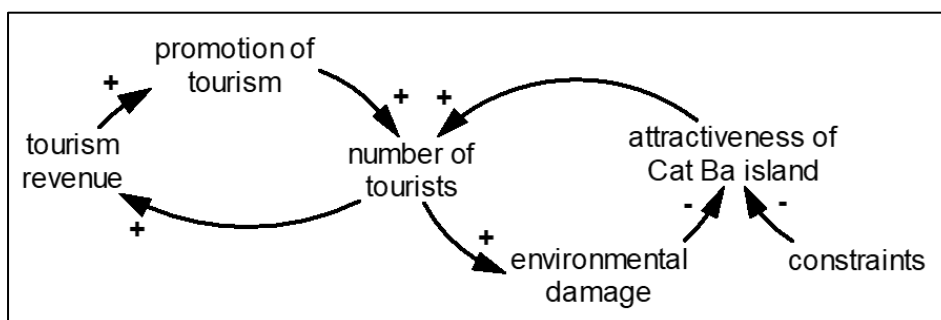 promotion of
tourism
+
+
+
tourism
revenue
number of
tourists
attractiveness of
Cat Ba island
+
+
-
-
environmental
damage
constraints